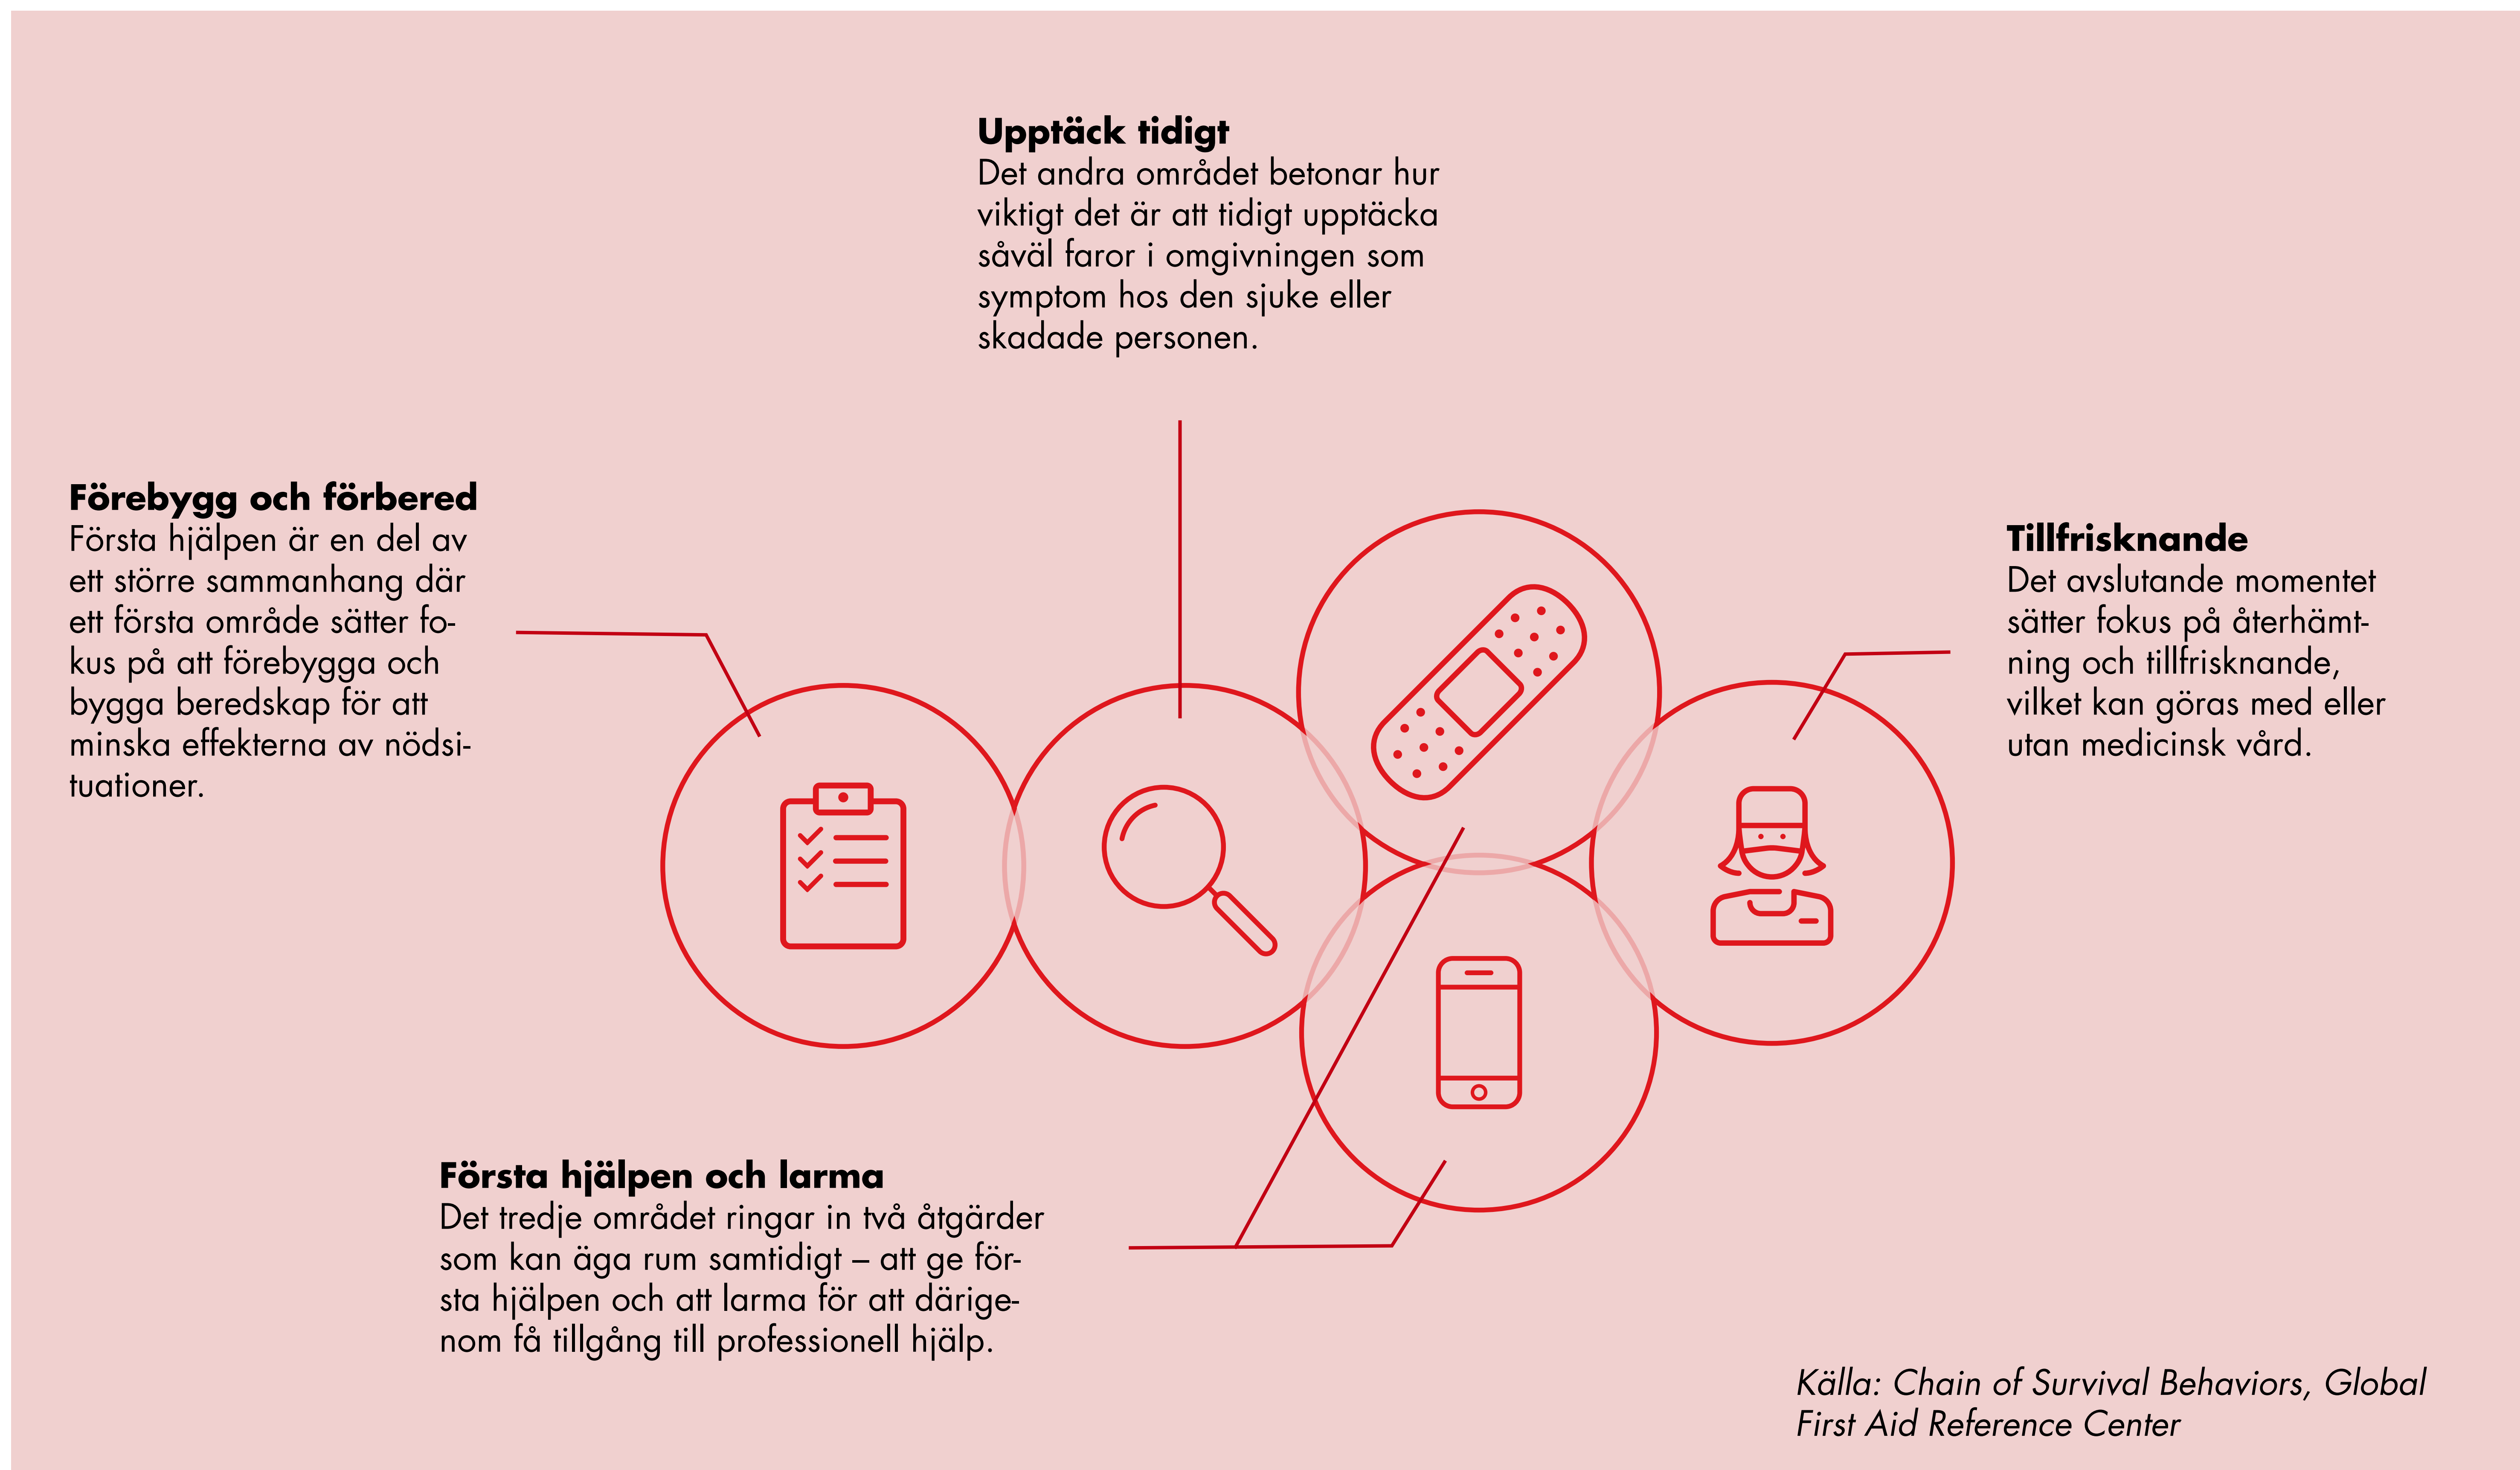 Upptäck tidigt
Det andra området betonar hur
viktigt det är att tidigt upptäcka
såväl faror i omgivningen som
symptom hos den sjuke eller
skadade personen.
Förebygg och förbered
Första hjälpen är en del av
ett större sammanhang där
ett första område sätter fo-
kus på att förebygga och
bygga beredskap för att
minska effekterna av nödsi-
tuationer.
Tillfrisknande
Det avslutande momentet
sätter fokus på återhämt-
ning och tillfrisknande,
vilket kan göras med eller
utan medicinsk vård.
Första hjälpen och larma
Det tredje området ringar in två åtgärder
som kan äga rum samtidigt – att ge för-
sta hjälpen och att larma för att därige-
nom få tillgång till professionell hjälp.
Källa: Chain of Survival Behaviors, Global
First Aid Reference Center